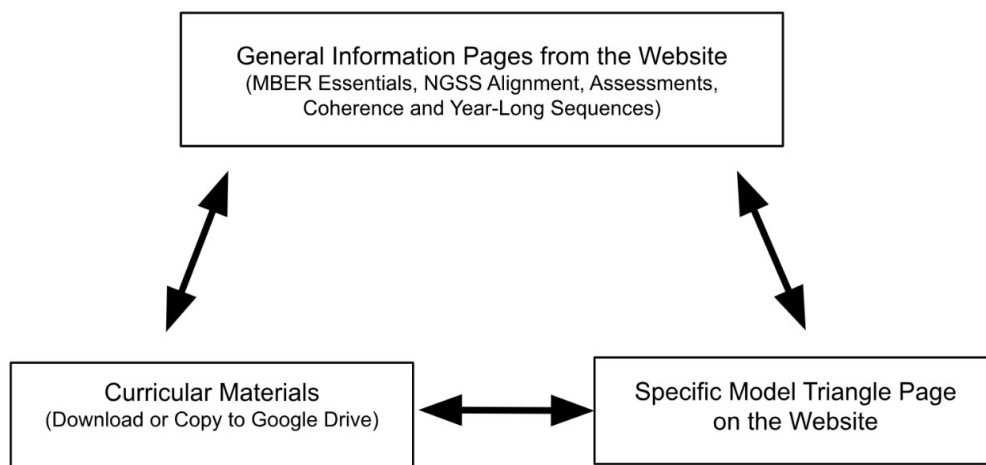 General Information Pages from the Website
(MBER Essentials, NGSS Alignment, Assessments,
Coherence and Year-Long Sequences)
Curricular Materials
(Download or Copy to Google Drive)
Specific Model Triangle Page
on the Website